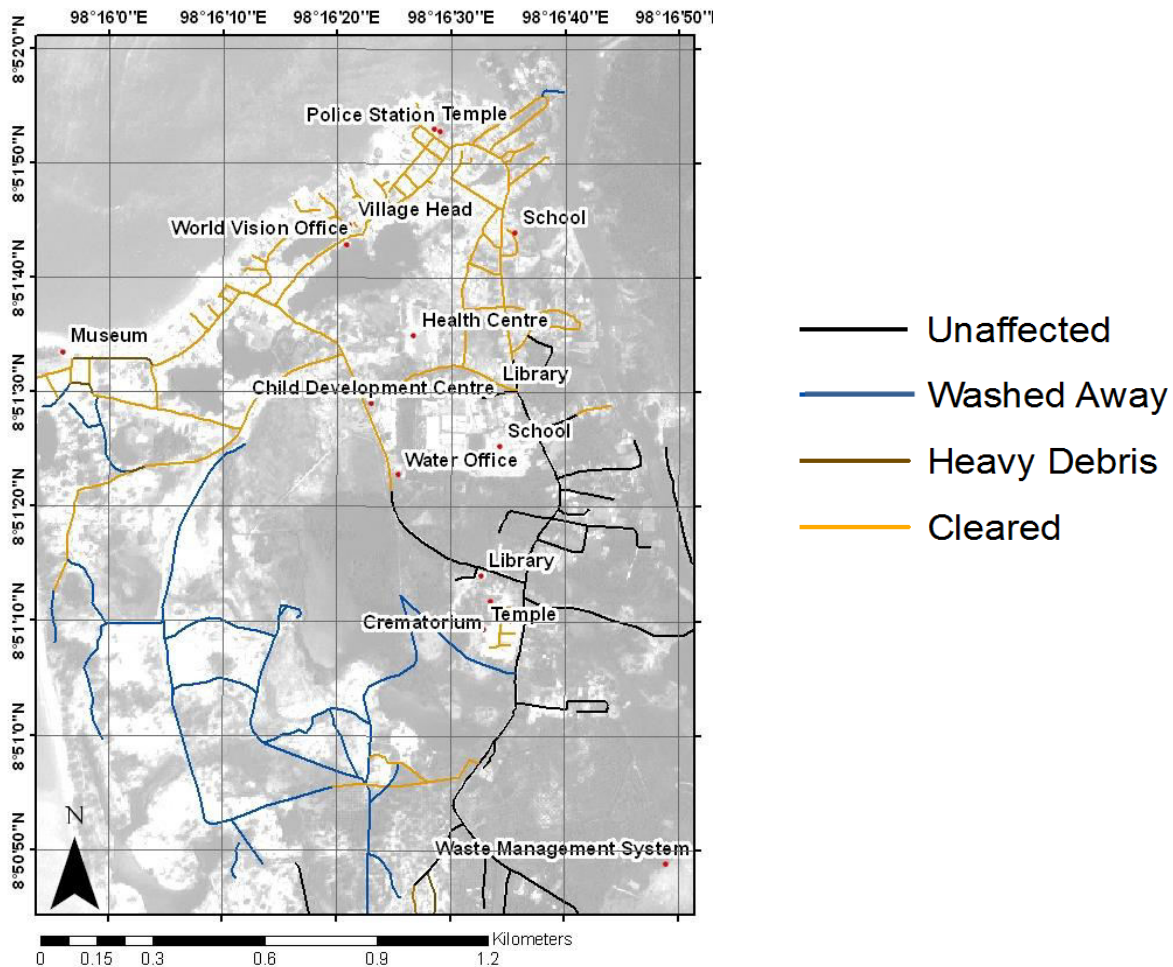 98°16'0"E 98°16'10"E 98°16'20"E 98°16'30"E 98°16'40"E 98°16'50"E
8°52'0"N
Police Station Temple
8°51'50"N
Village Head
World Vision Office
School
8°51'40"N
Health Centre
Museum
Unaffected
Library
8°51'30"N
Child Development Centre
Washed Away
School
Water Office
Heavy Debris
8°51'20"N
Cleared
Library
8°51'10"N
Temple
Crematorium
8°51'0"N
N
Waste Management System
8°50'50"N
Kilometers
0 0.15 0.3 0.6 0.9 1.2